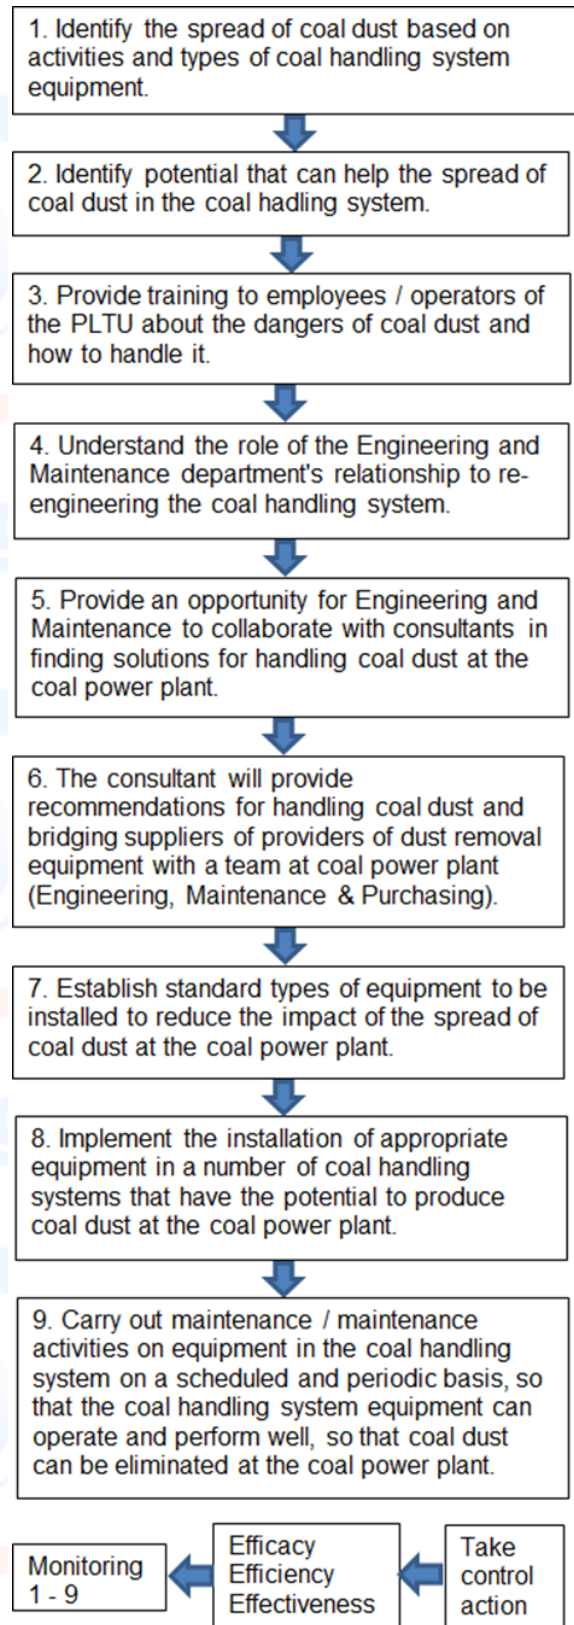 1. Identify the spread of coal dust based on
activities and types of coal handling system
equipment.
2. Identify potential that can help the spread of
coal dust in the coal hadling system.
3. Provide training to employees / operators of
the PLTU about the dangers of coal dust and
how to handle it.
4. Understand the role of the Engineering and
Maintenance department's relationship to re-
engineering the coal handling system.
5. Provide an opportunity for Engineering and
Maintenance to collaborate with consultants in
finding solutions for handling coal dust at the
coal power plant.
6. The consultant will provide
recommendations for handling coal dust and
bridging suppliers of providers of dust removal
equipment with a team at coal power plant
(Engineering, Maintenance & Purchasing).
7. Establish standard types of equipment to be
installed to reduce the impact of the spread of
coal dust at the coal power plant.
8. Implement the installation of appropriate
equipment in a number of coal handling
systems that have the potential to produce
coal dust at the coal power plant.
9. Carry out maintenance / maintenance
activities on equipment in the coal handling
system on a scheduled and periodic basis, so
that the coal handling system equipment can
operate and perform well, so that coal dust
can be eliminated at the coal power plant.
Monitoring
1 - 9
Efficacy
Efficiency
Effectiveness
Take
control
action